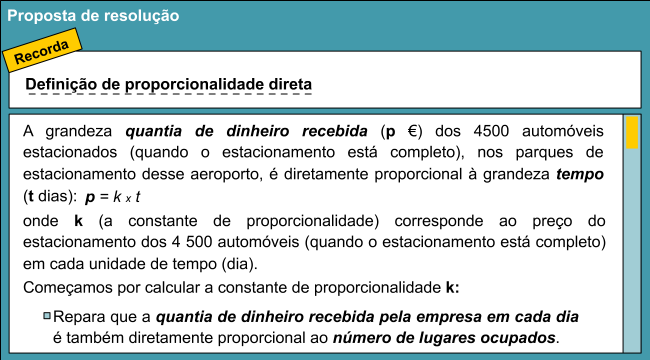 Proposta de resolução
Recorda
Definição de proporcionalidade direta
A grandeza quantia de dinheiro recebida (p €) dos 4500 automóveis
estacionados (quando o estacionamento está completo), nos parques de
estacionamento desse aeroporto, é diretamente proporcional à grandeza tempo
(t dias): p = k x t
onde k (a constante de proporcionalidade) corresponde ao preço do
estacionamento dos 4 500 automóveis (quando o estacionamento está completo)
em cada unidade de tempo (dia).
Começamos por calcular a constante de proporcionalidade k:
Repara que a quantia de dinheiro recebida pela empresa em cada dia
é também diretamente proporcional ao número de lugares ocupados.